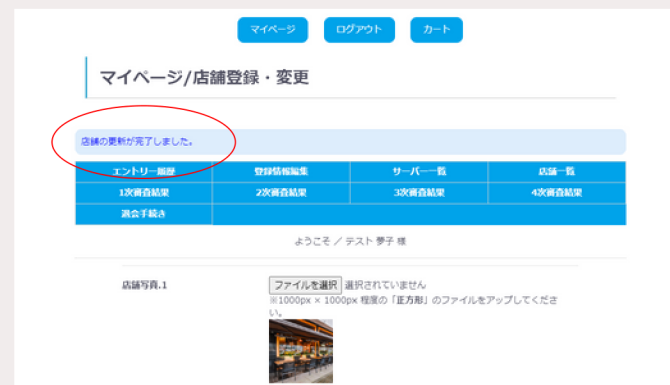 マイページ ログアウト カート
マイページ/店舗登録・変更
店舗の更新が完了しました。
エントリー履歴 登録情報編集 サーバー一覧 店舗一覧
1次審査結果 2次審査結果 3次審査結果 4次審査結果
退会手続き
ようこそ ／ テスト 夢子 様
店舗写真.1 ファイルを選択 選択されていません
※1000px × 1000px 程度の「正方形」のファイルをアップしてくださ
い。